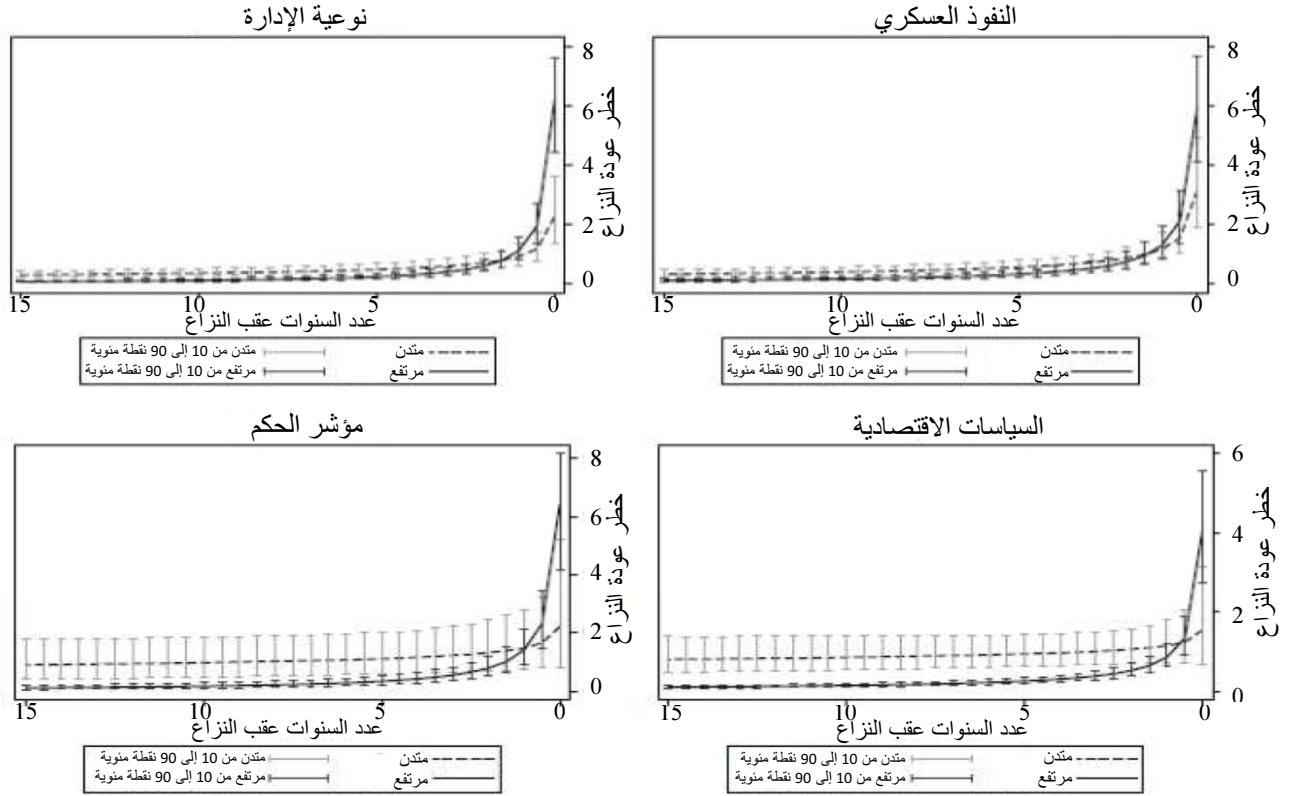 النفوذ العسكري
8
6
4
2
0
خطر عودة النزاع
15 10 5 0
عدد السنوات عقب النزاع
متدن متدن من 10 إلى 90 نقطة مئوية
مرتفع مرتفع من 10 إلى 90 نقطة مئوية
نوعية الإدارة
8
6
4
2
0
خطر عودة النزاع
15 10 5 0
عدد السنوات عقب النزاع
متدن متدن من 10 إلى 90 نقطة مئوية
مرتفع مرتفع من 10 إلى 90 نقطة مئوية
السياسات الاقتصادية
6
4
2
0
خطر عودة النزاع
15 10 5 0
عدد السنوات عقب النزاع
متدن متدن من 10 إلى 90 نقطة مئوية
مرتفع مرتفع من 10 إلى 90 نقطة مئوية
مؤشر الحكم
8
6
4
2
0
خطر عودة النزاع
15 10 5 0
عدد السنوات عقب النزاع
متدن متدن من 10 إلى 90 نقطة مئوية
مرتفع مرتفع من 10 إلى 90 نقطة مئوية